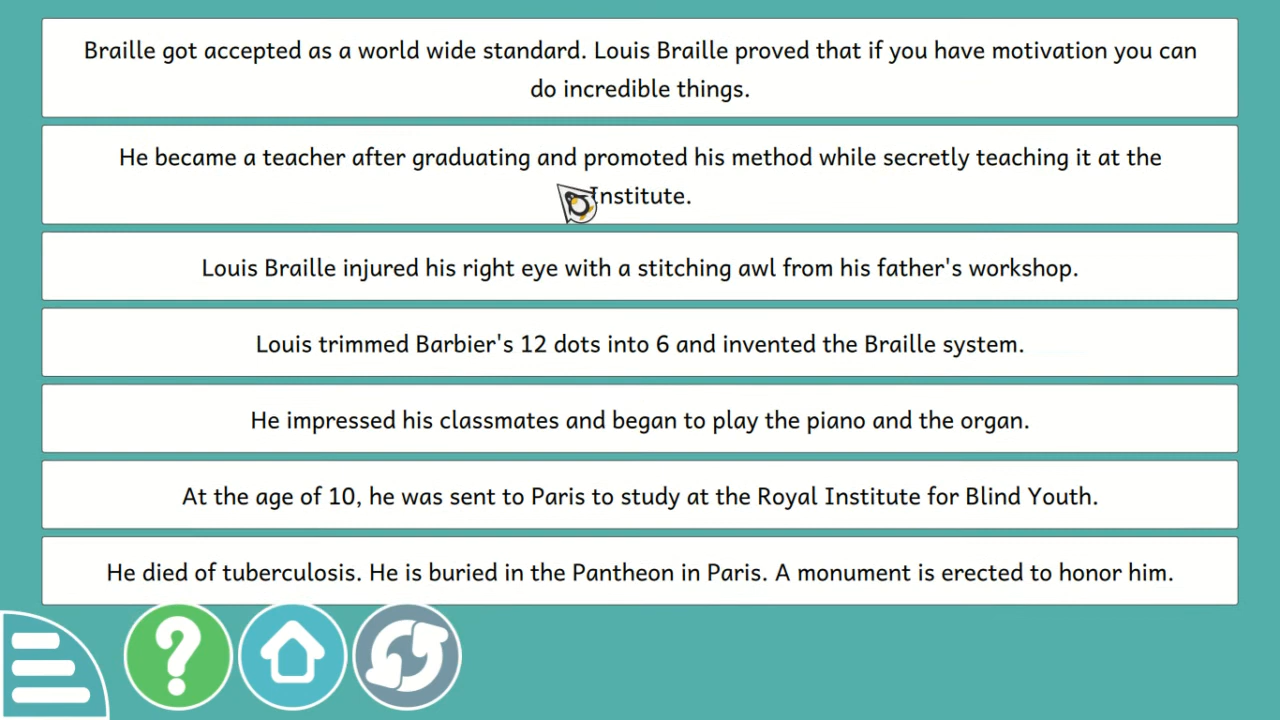 Braille got accepted as a world wide standard. Louis Braille proved that if you have motivation you can
do incredible things.
He became a teacher after graduating and promoted his method while secretly teaching it at the
Institute.
Louis Braille injured his right eye with a stitching awl from his father's workshop.
Louis trimmed Barbier's 12 dots into 6 and invented the Braille system.
He impressed his classmates and began to play the piano and the organ.
At the age of 10, he was sent to Paris to study at the Royal Institute for Blind Youth.
He died of tuberculosis. He is buried in the Pantheon in Paris. A monument is erected to honor him.
?